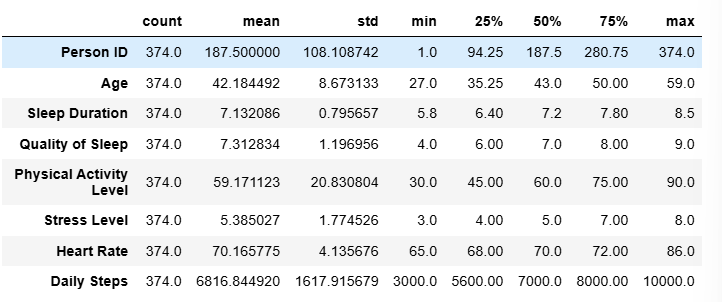 count mean std min 25% 50% 75% max
Person ID 374.0 187.500000 108.108742 1.0 94.25 187.5 280.75 374.0
Age 374.0 42.184492 8.673133 27.0 35.25 43.0 50.00 59.0
Sleep Duration 374.0 7.132086 0.795657 5.8 6.40 7.2 7.80 8.5
Quality of Sleep 374.0 7.312834 1.196956 4.0 6.00 7.0 8.00 9.0
Physical Activity
Level 374.0 59.171123 20.830804 30.0 45.00 60.0 75.00 90.0
Stress Level 374.0 5.385027 1.774526 3.0 4.00 5.0 7.00 8.0
Heart Rate 374.0 70.165775 4.135676 65.0 68.00 70.0 72.00 86.0
Daily Steps 374.0 6816.844920 1617.915679 3000.0 5600.00 7000.0 8000.00 10000.0